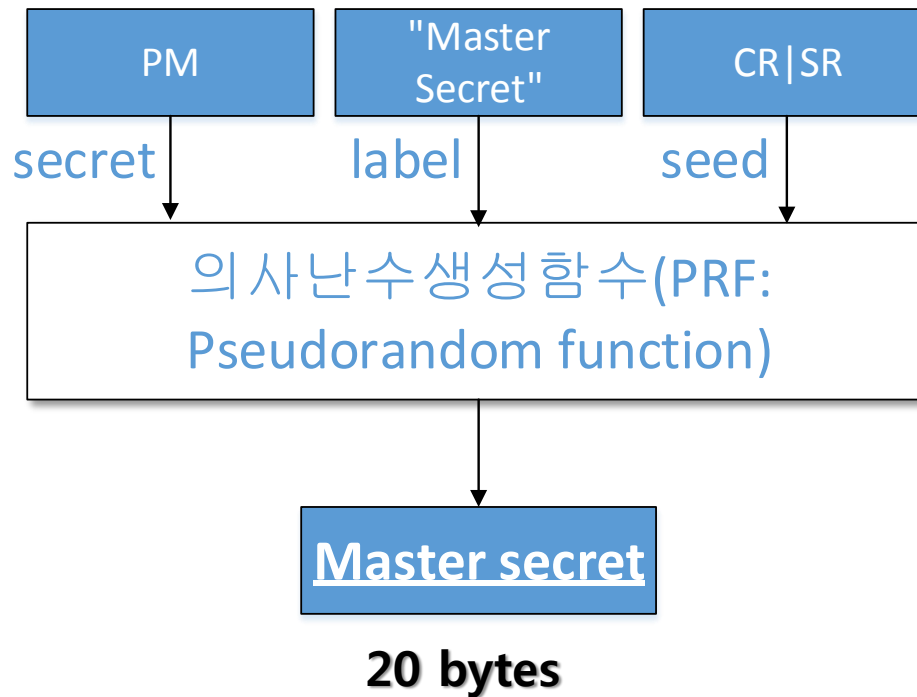 PM
"Master
Secret"
CR|SR
secret
label
seed
의사난수생성함수(PRF:
Pseudorandom function)
Master secret
20 bytes